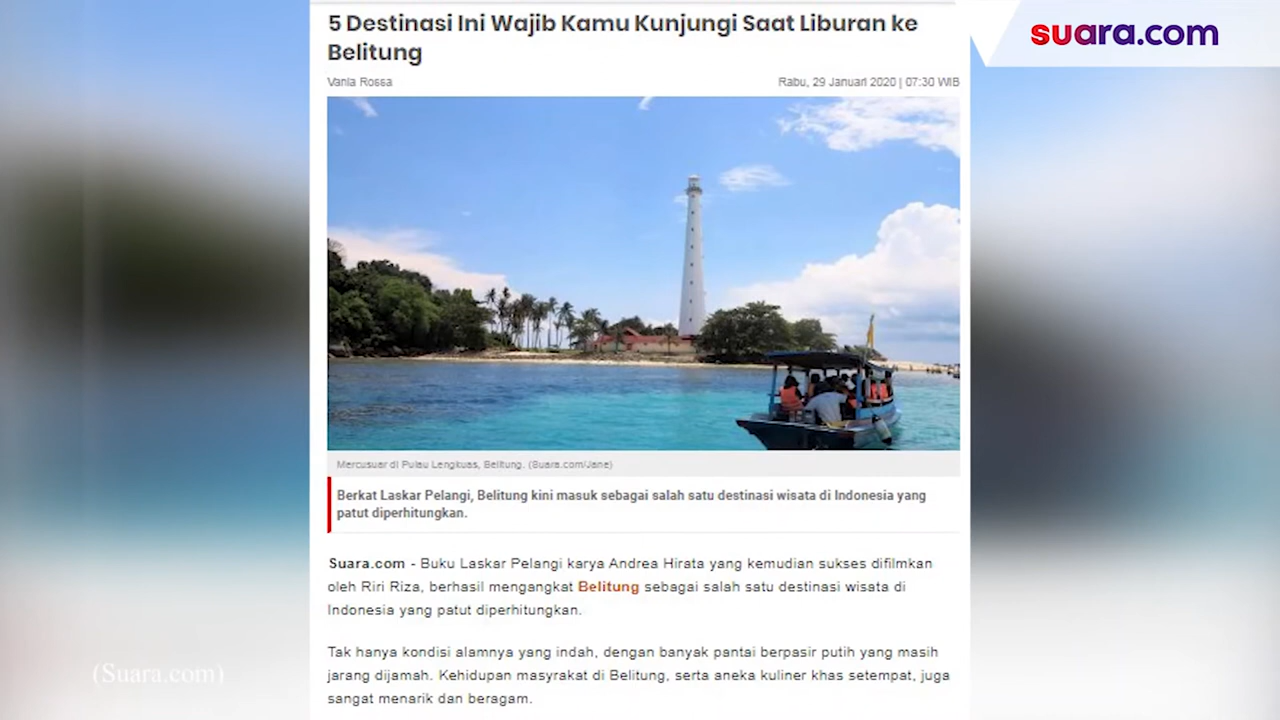 suara.com
5 Destinasi Ini Wajib Kamu Kunjungi Saat Liburan ke
Belitung
Vania Rossa
Rabu, 29 Januari 2020 | 07:30 WIB
Mercusuar di Pulau Lengkuas, Belitung. (Suara.com/Jane)
Berkat Laskar Pelangi, Belitung kini masuk sebagai salah satu destinasi wisata di Indonesia yang
patut diperhitungkan.
Suara.com - Buku Laskar Pelangi karya Andrea Hirata yang kemudian sukses difilmkan
oleh Riri Riza, berhasil mengangkat Belitung sebagai salah satu destinasi wisata di
Indonesia yang patut diperhitungkan.
Tak hanya kondisi alamnya yang indah, dengan banyak pantai berpasir putih yang masih
jarang dijamah. Kehidupan masyrakat di Belitung, serta aneka kuliner khas setempat, juga
sangat menarik dan beragam.
(Suara.com)